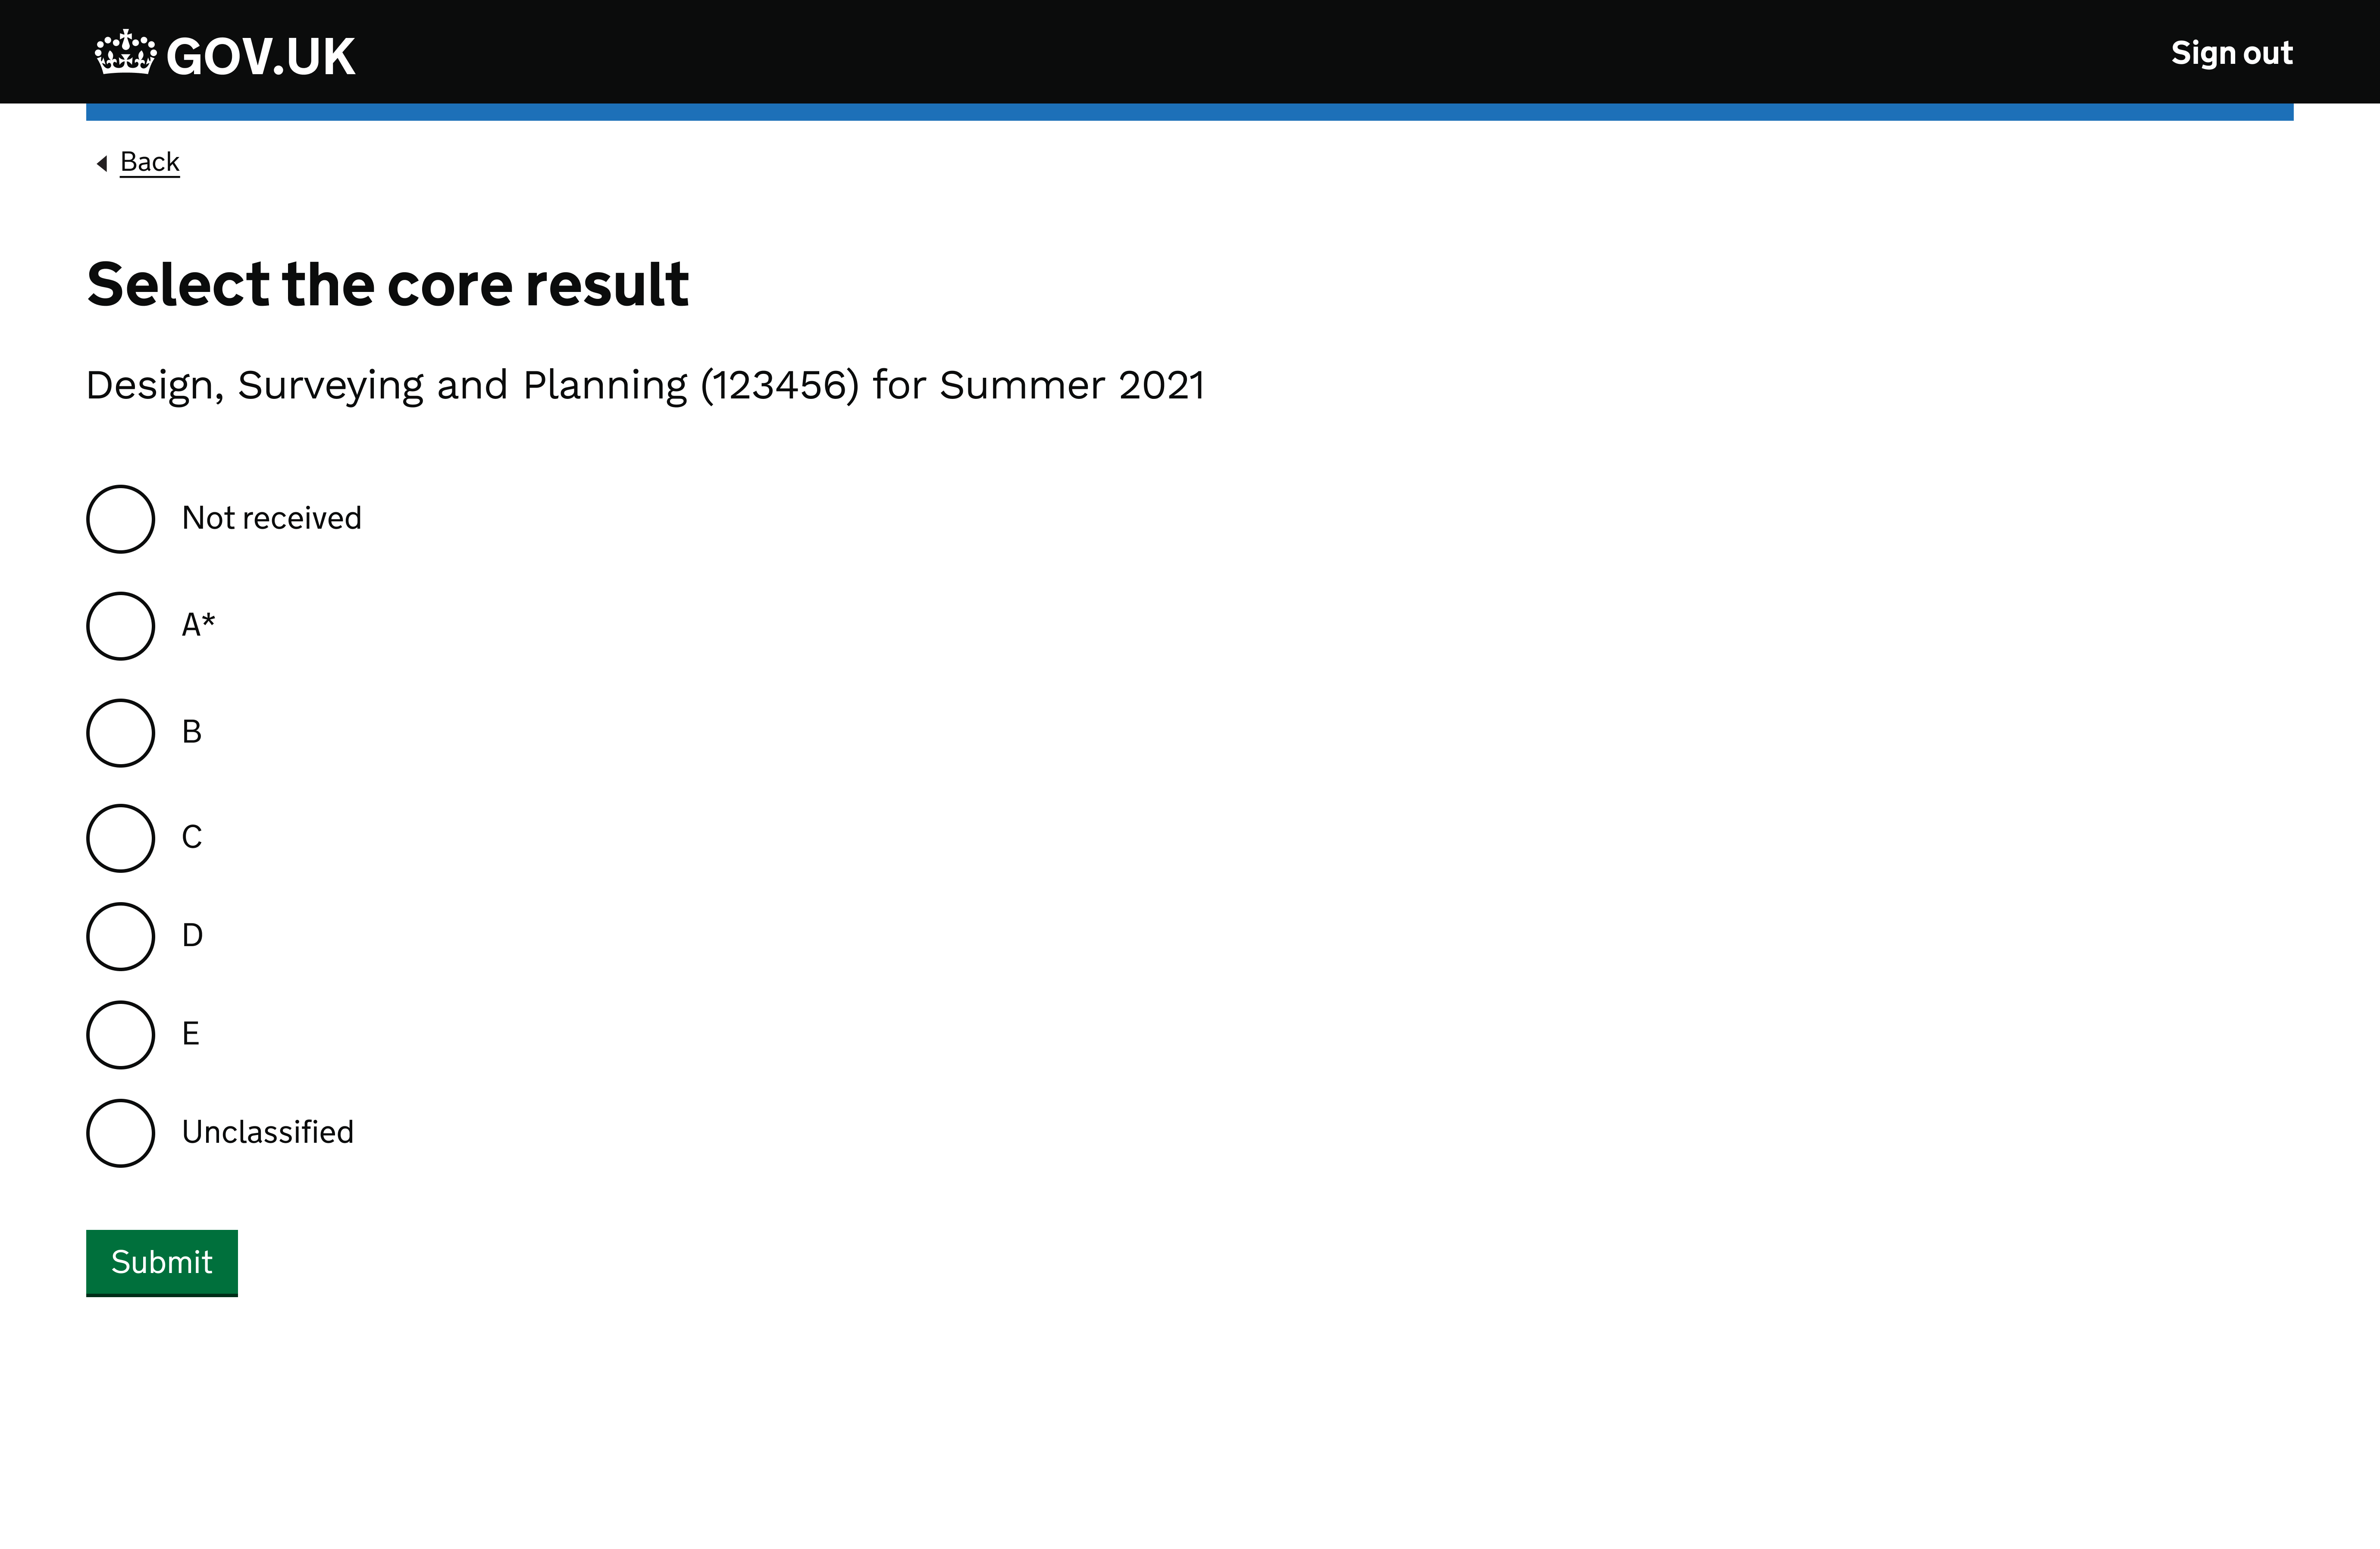 GOV.UK
Sign out
Back
Select the core result
Design, Surveying and Planning (123456) for Summer 2021
Not received
A*
B
C
D
E
Unclassified
Submit